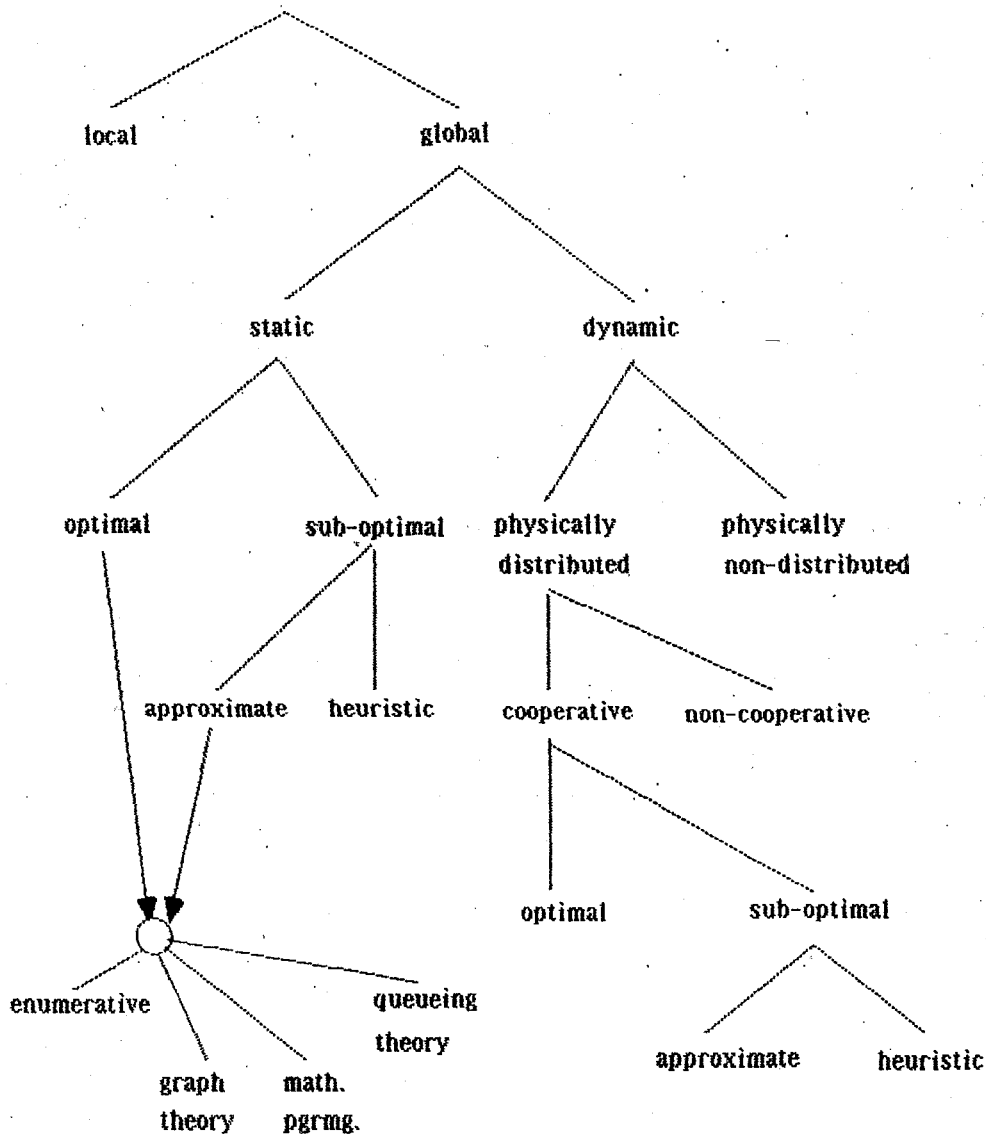 local
global
static
dynamic
optimal
sub-optimal
physically
distributed
physically
non-distributed
approximate
heuristic
cooperative
non-cooperative
optimal
sub-optimal
enumerative
queueing
theory
graph
theory
math.
pgrmg.
approximate
heuristic